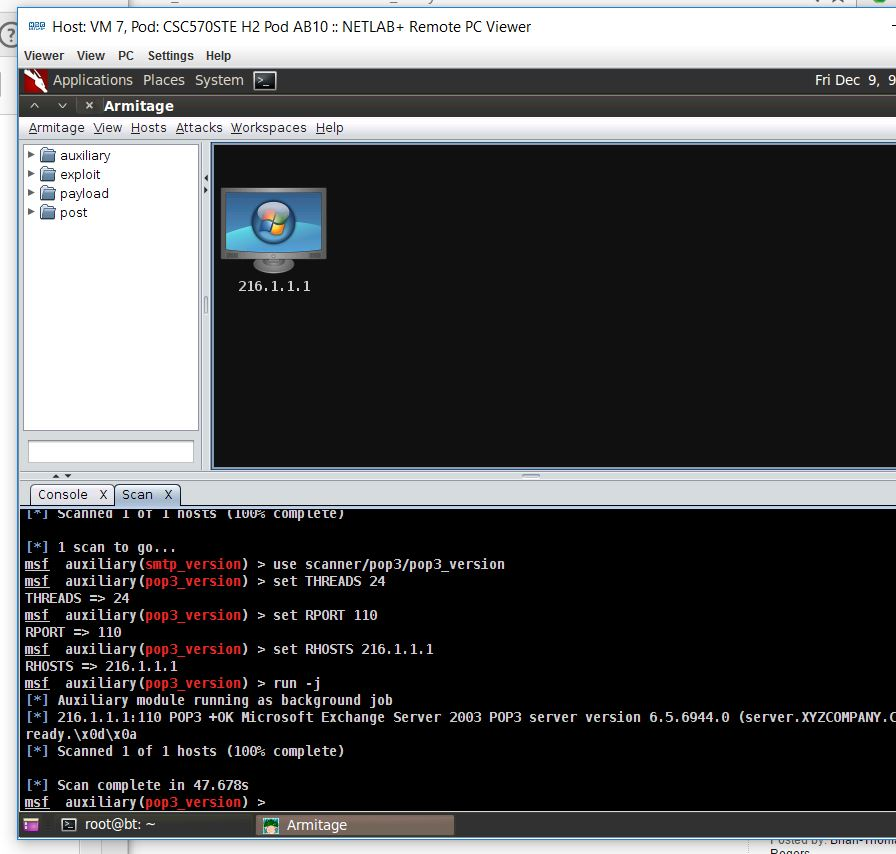 Host: VM 7, Pod: CSC570STE H2 Pod AB10 :: NETLAB+ Remote PC Viewer
Viewer View PC Settings Help
Applications Places System
Fri Dec 9, 9
Armitage
Armitage View Hosts Attacks Workspaces Help
auxiliary
exploit
payload
post
216.1.1.1
Console X Scan X
[*] Scanned 1 of 1 hosts (100% complete)
[*] 1 scan to go...
msf auxiliary(smtp_version) > use scanner/pop3/pop3_version
msf auxiliary(pop3_version) > set THREADS 24
THREADS => 24
msf auxiliary(pop3_version) > set RPORT 110
RPORT => 110
msf auxiliary(pop3_version) > set RHOSTS 216.1.1.1
RHOSTS => 216.1.1.1
msf auxiliary(pop3_version) > run -j
[*] Auxiliary module running as background job
[*] 216.1.1.1:110 POP3 +OK Microsoft Exchange Server 2003 POP3 server version 6.5.6944.0 (server.XYZCOMPANY.C
ready.\x0d\x0a
[*] Scanned 1 of 1 hosts (100% complete)
[*] Scan complete in 47.678s
msf auxiliary(pop3_version) >
root@bt: ~
Armitage
Posted by: Brian-Thom
Rogers